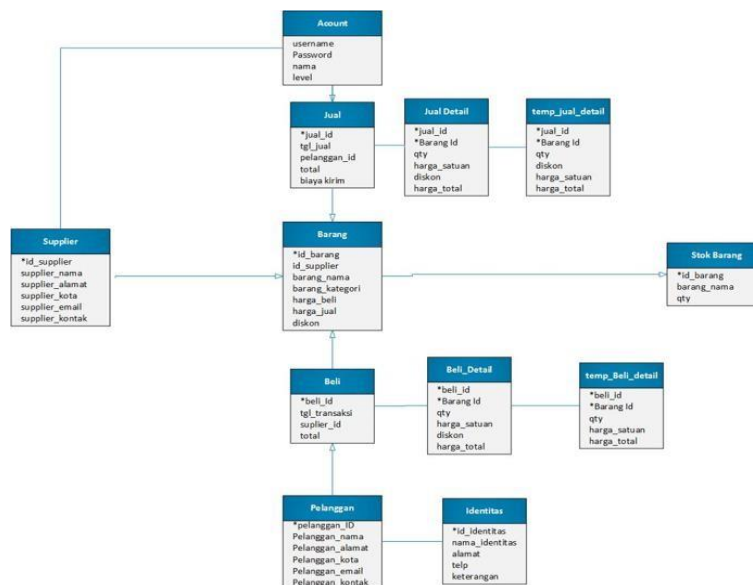 Acount
username
Password
nama
level
Jual
*jual_id
tgl_jual
pelanggan_id
total
biaya kirim
Jual Detail
*jual_id
*Barang Id
qty
harga_satuan
diskon
harga_total
temp_jual_detail
*jual_id
*Barang Id
qty
diskon
harga_satuan
harga_total
Supplier
*id_supplier
supplier_nama
supplier_alamat
supplier_kota
supplier_email
supplier_kontak
Barang
*id_barang
id_supplier
barang_nama
barang_kategori
harga_beli
harga_jual
diskon
Stok Barang
*id_barang
barang_nama
qty
Beli
*beli_Id
tgl_transaksi
suplier_id
total
Beli_Detail
*beli_id
*Barang Id
qty
harga_satuan
diskon
harga_total
temp_Beli_detail
*beli_id
*Barang Id
qty
harga_satuan
harga_total
Pelanggan
*pelanggan_ID
Pelanggan_nama
Pelanggan_alamat
Pelanggan_kota
Pelanggan_email
Pelanggan_kontak
Identitas
*id_identitas
nama_identitas
alamat
telp
keterangan